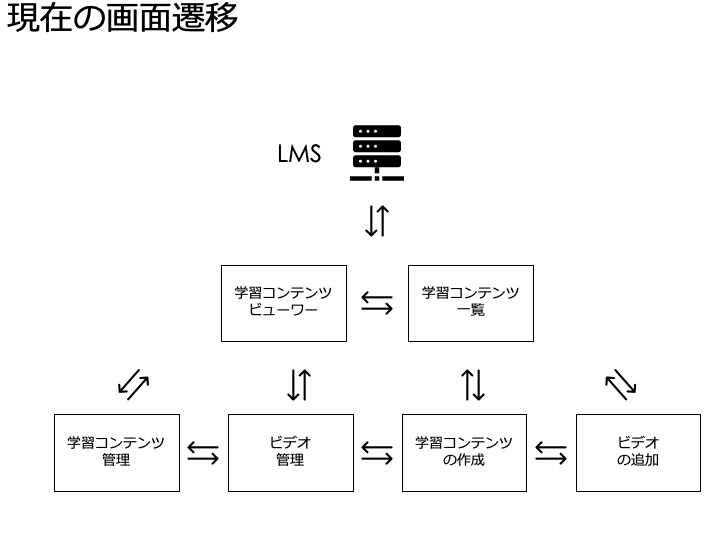 現在の画面遷移
LMS
学習コンテンツ
ビューワー
学習コンテンツ
一覧
学習コンテンツ
管理
ビデオ
管理
学習コンテンツ
の作成
ビデオ
の追加